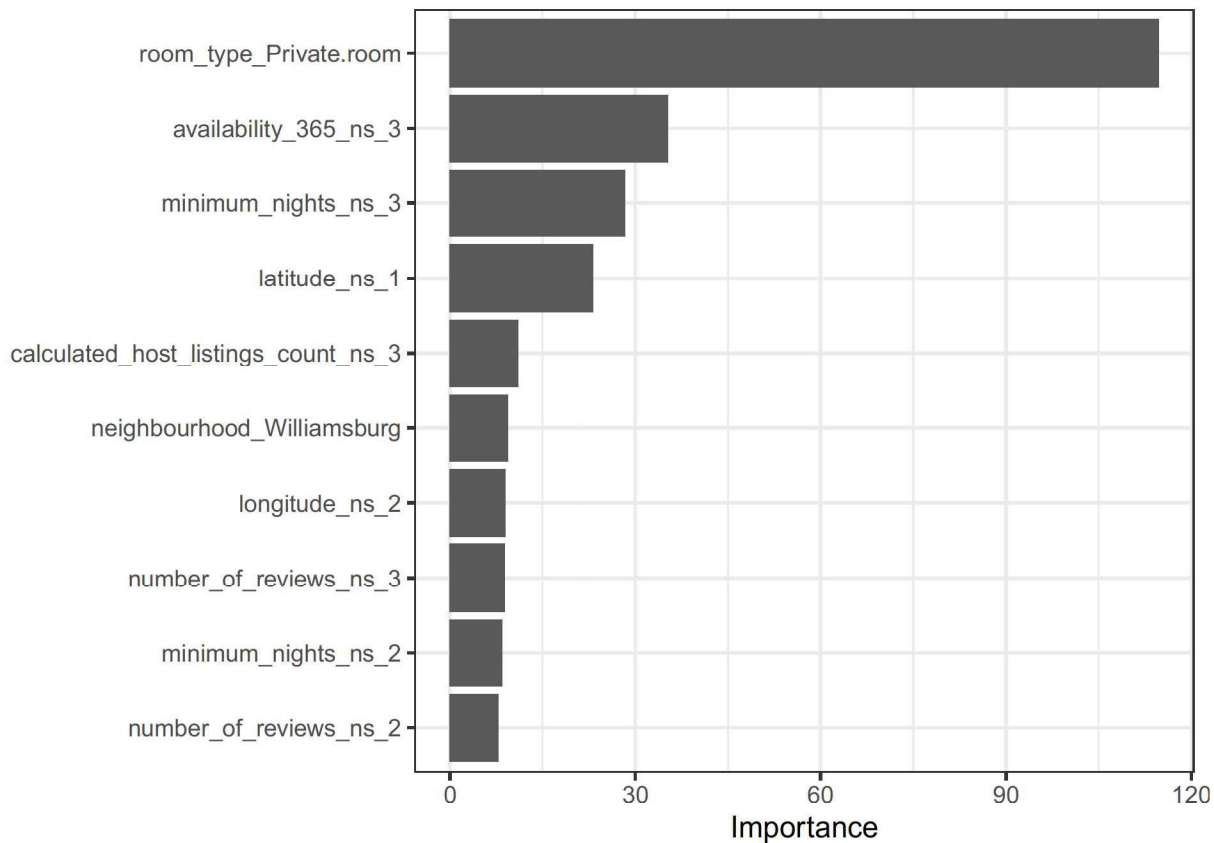 room_type_Private.room
availability_365_ns_3
minimum_nights_ns_3
latitude_ns_1
calculated_host_listings_count_ns_3
neighbourhood_Williamsburg
longitude_ns_2
number_of_reviews_ns_3
minimum_nights_ns_2
number_of_reviews_ns_2
0 30 60 90 120
Importance